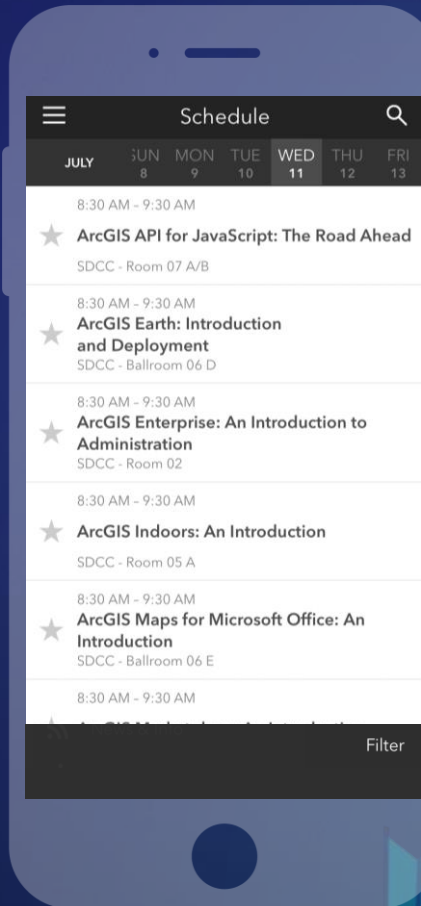 Schedule
JULY
SUN MON TUE WED THU FRI
8 9 10 11 12 13
8:30 AM - 9:30 AM
ArcGIS API for JavaScript: The Road Ahead
SDCC - Room 07 A/B
8:30 AM - 9:30 AM
ArcGIS Earth: Introduction
and Deployment
SDCC - Ballroom 06 D
8:30 AM - 9:30 AM
ArcGIS Enterprise: An Introduction to
Administration
SDCC - Room 02
8:30 AM - 9:30 AM
ArcGIS Indoors: An Introduction
SDCC - Room 05 A
8:30 AM - 9:30 AM
ArcGIS Maps for Microsoft Office: An
Introduction
SDCC - Ballroom 06 E
8:30 AM - 9:30 AM
Filter